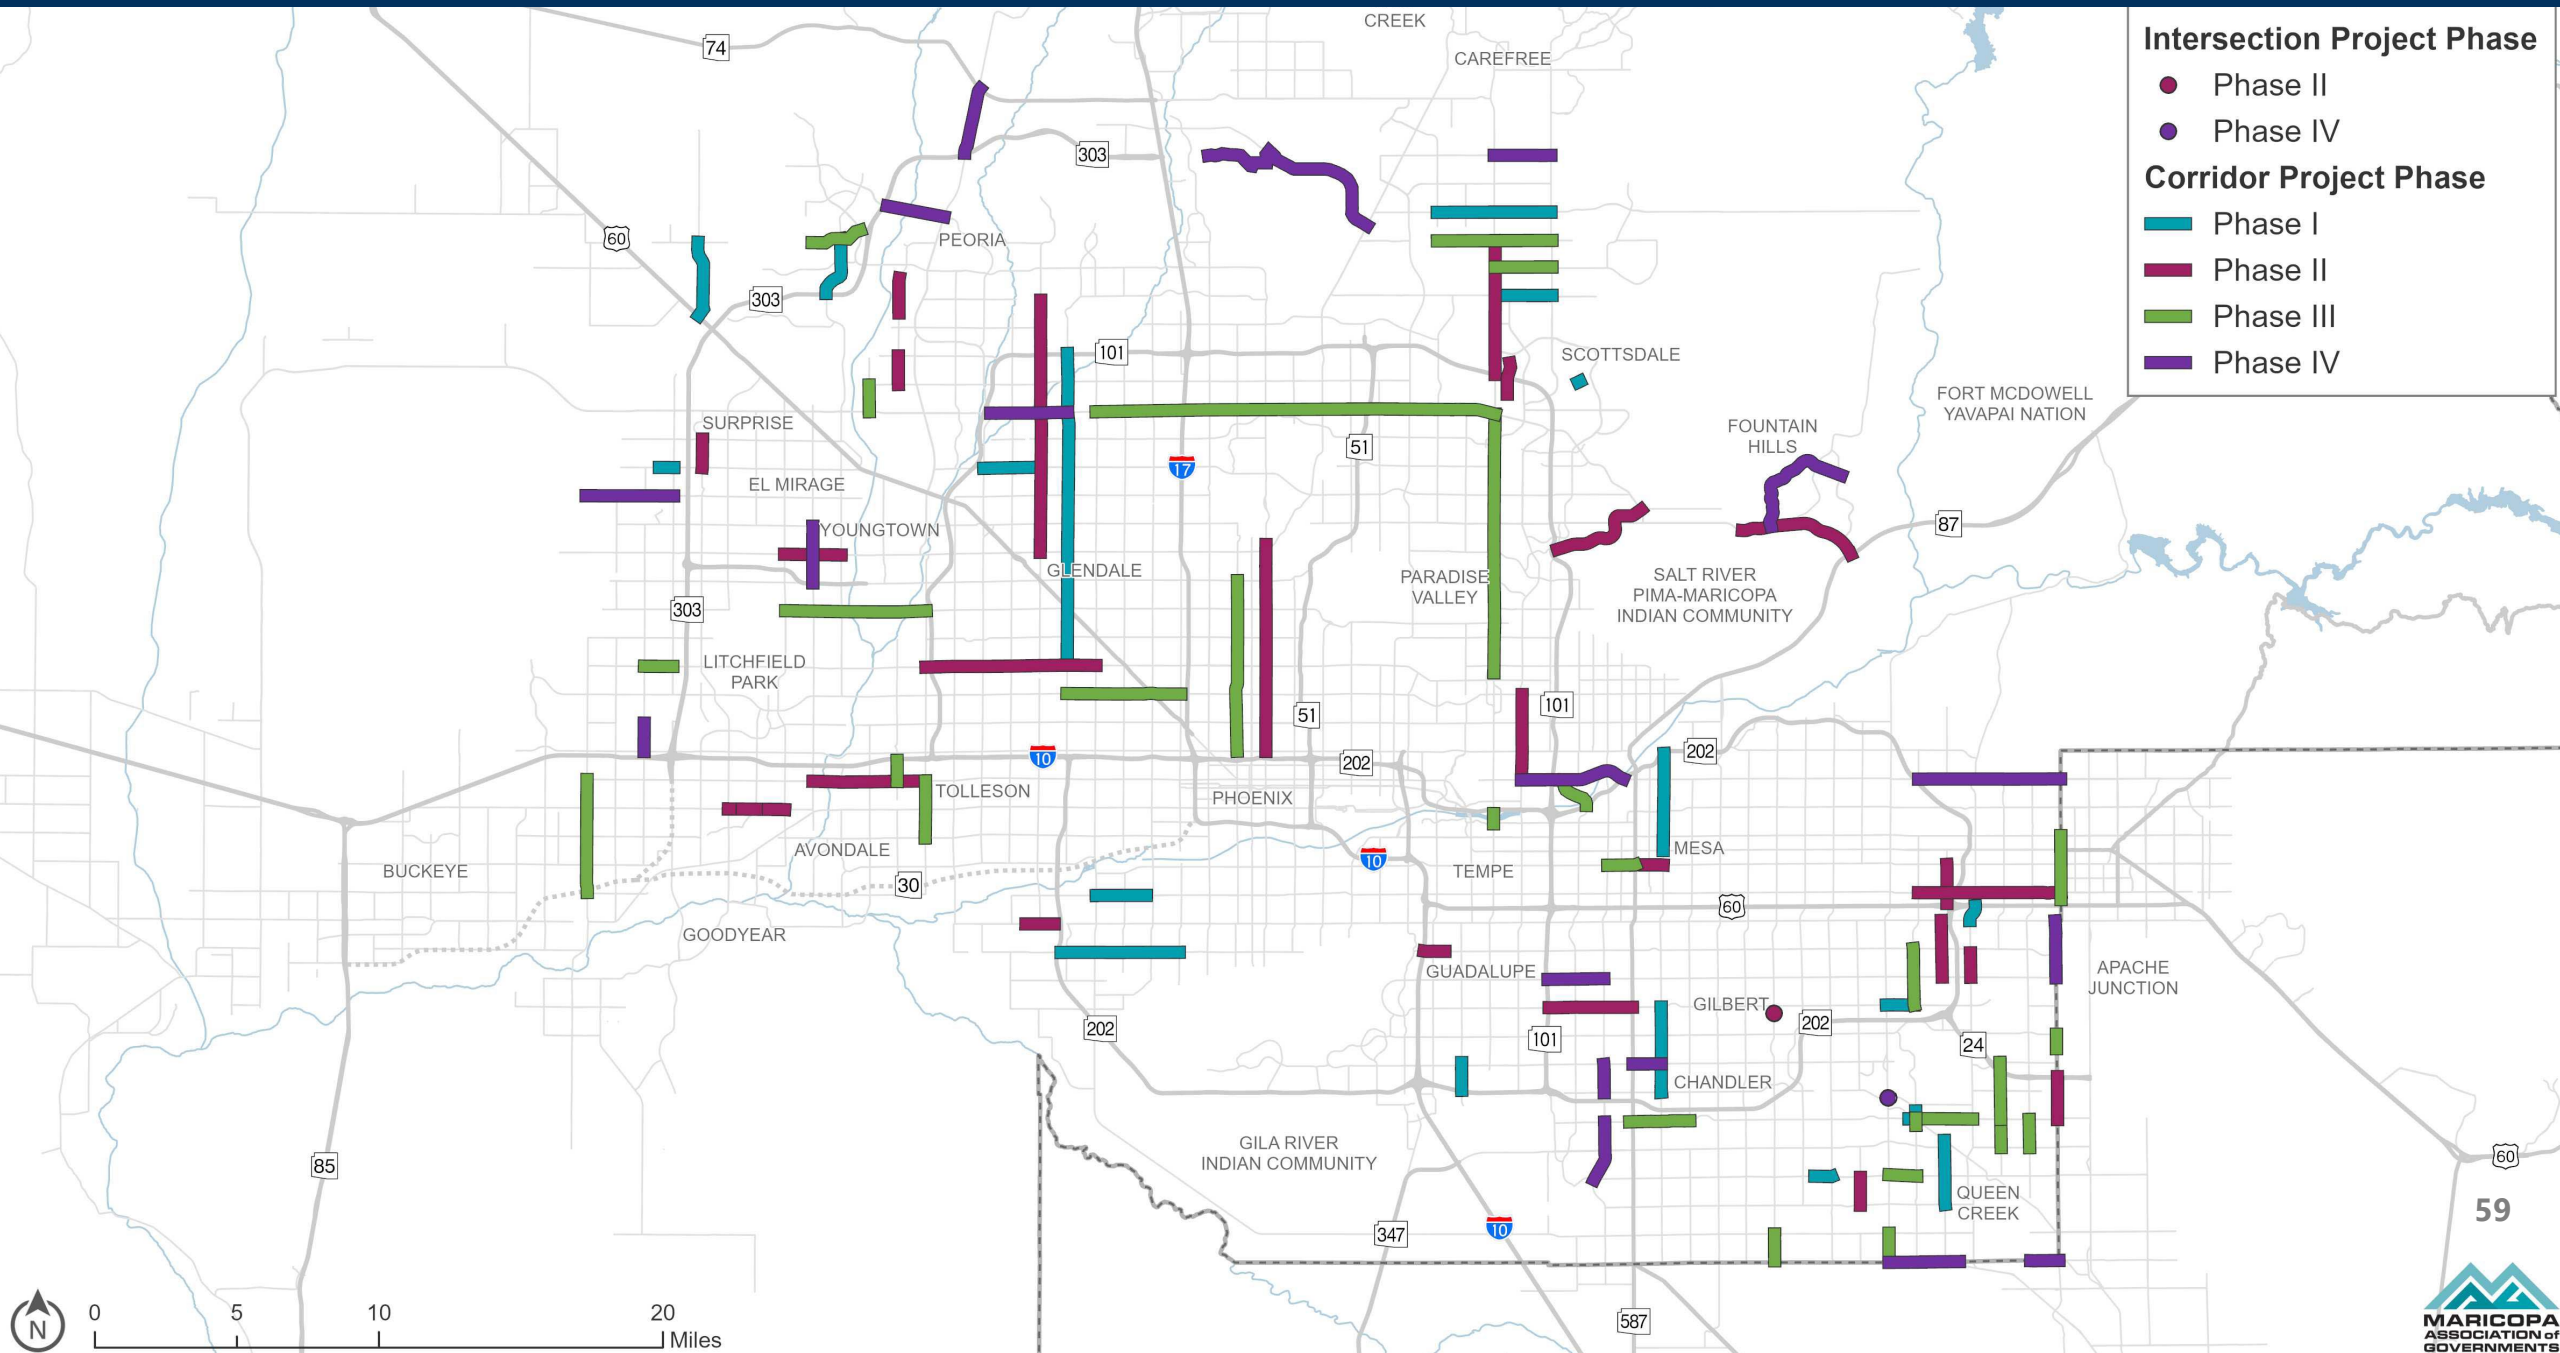 CREEK
CAREFREE
74
303
60
PEORIA
303
101
SCOTTSDALE
FORT MCDOWELL
YAVAPAI NATION
SURPRISE
51
FOUNTAIN
HILLS
17
EL MIRAGE
YOUNGTOWN
87
GLENDALE
PARADISE
VALLEY
SALT RIVER
PIMA-MARICOPA
INDIAN COMMUNITY
303
LITCHFIELD
PARK
51
101
202
10
202
TOLLESON
PHOENIX
AVONDALE
MESA
10
BUCKEYE
30
TEMPE
60
GOODYEAR
GUADALUPE
APACHE
JUNCTION
GILBERT
202
202
101
24
CHANDLER
GILA RIVER
INDIAN COMMUNITY
85
60
QUEEN
CREEK
347
10
587
Intersection Project Phase
Phase II
Phase IV
Corridor Project Phase
Phase I
Phase II
Phase III
Phase IV
59
N
0 5 10 20
Miles
MARICOPA
ASSOCIATION of
GOVERNMENTS